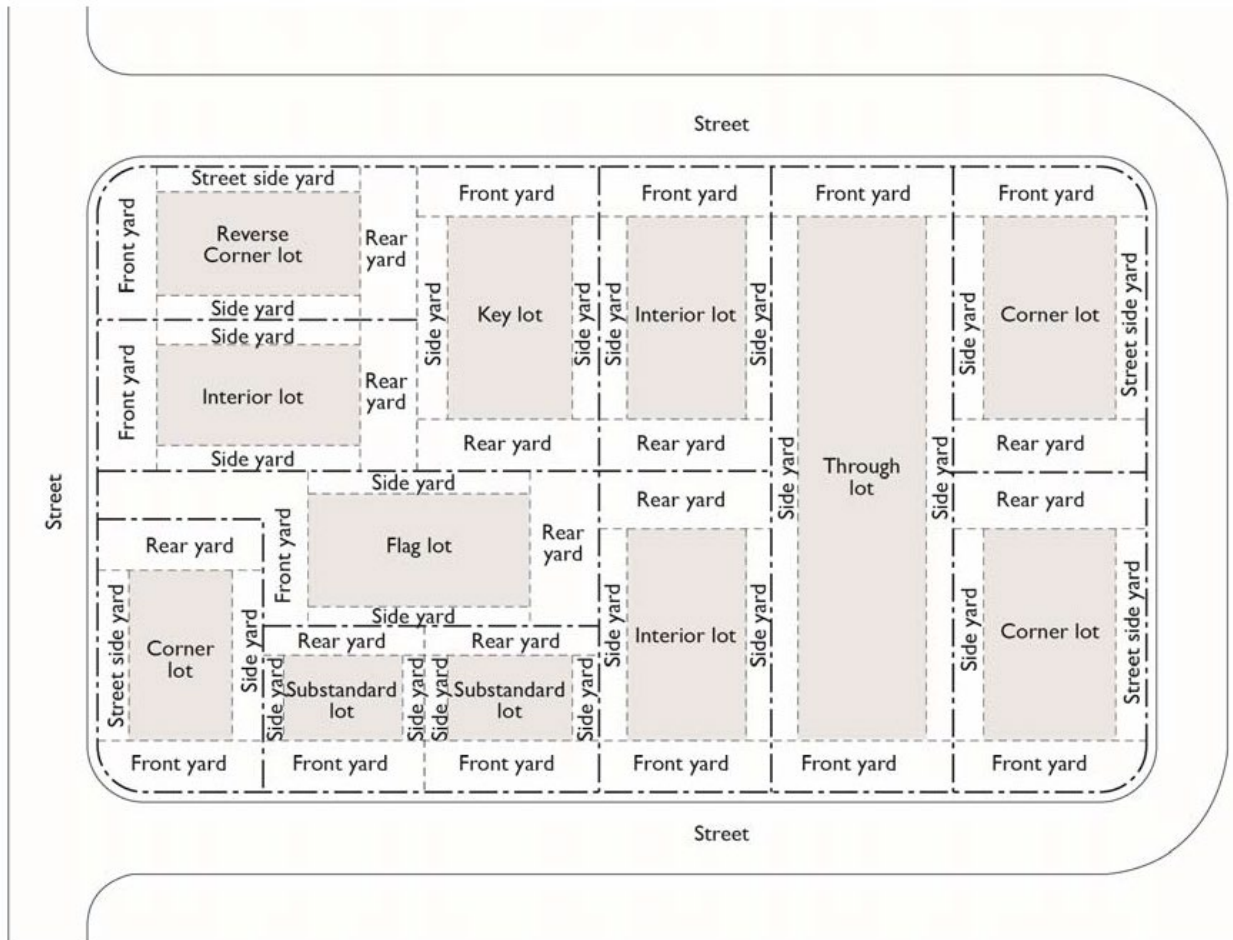 Street
Street side yard
Front yard
Reverse
Corner lot
Rear
yard
Side yard
Front yard
Side yard
Key lot
Side yard
Rear yard
Front yard
Side yard
Interior lot
Side yard
Rear yard
Front yard
Front yard
Side yard
Corner lot
Street side yard
Rear yard
Side yard
Front yard
Interior lot
Rear
yard
Side yard
Side yard
Through
lot
Side yard
Street
Side yard
Front yard
Flag lot
Rear
yard
Side yard
Rear yard
Street side yard
Corner
lot
Side yard
Front yard
Rear yard
Side yard
Substandard
lot
Side yard
Front yard
Rear yard
Side yard
Substandard
lot
Side yard
Front yard
Rear yard
Side yard
Interior lot
Side yard
Front yard
Front yard
Rear yard
Side yard
Corner lot
Street side yard
Front yard
Street